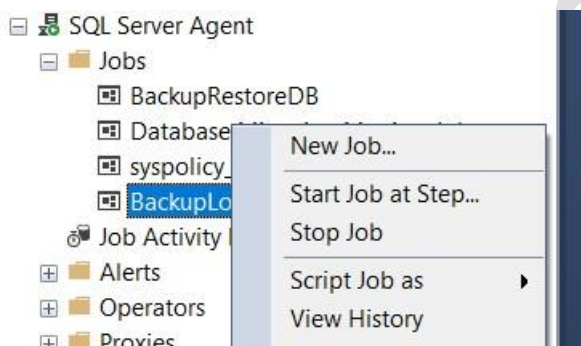 SQL Server Agent
Jobs
BackupRestoreDB
Database
syspolicy_
BackupLo
Job Activity
Alerts
Operators
Proxies
New Job...
Start Job at Step...
Stop Job
Script Job as
View History